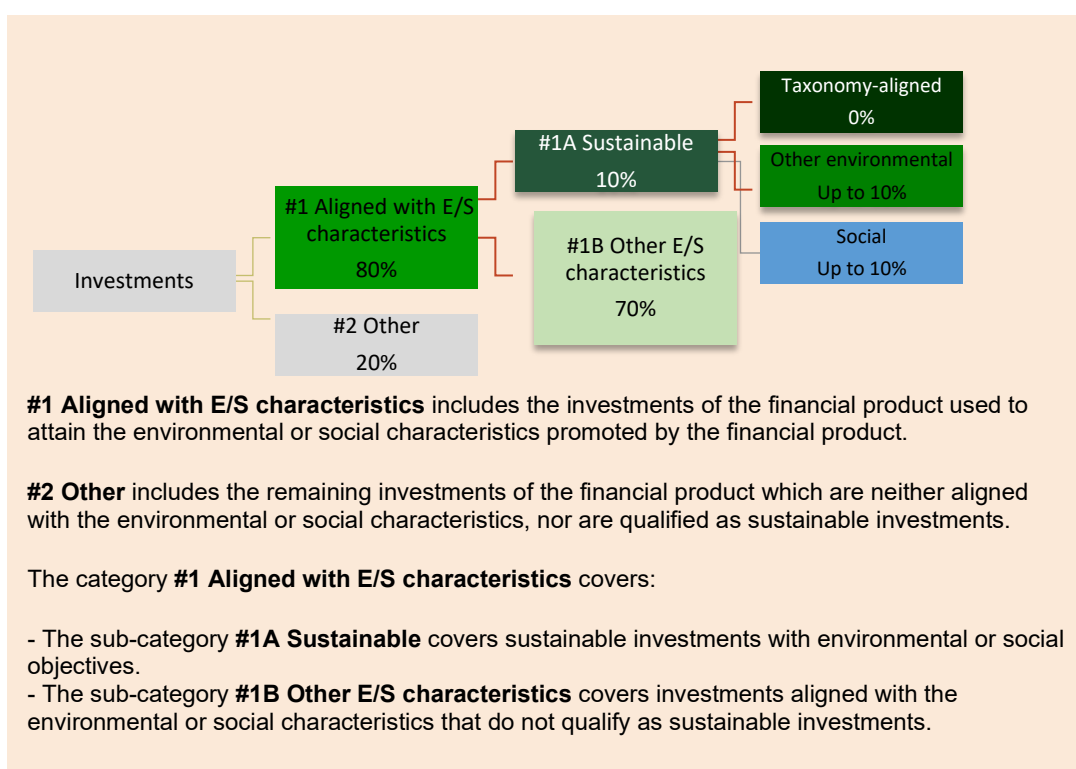 Taxonomy-aligned
0%
#1A Sustainable
10%
Other environmental
Up to 10%
#1 Aligned with E/S
characteristics
80%
#1B Other E/S
characteristics
70%
Social
Up to 10%
Investments
#2 Other
20%
#1 Aligned with E/S characteristics includes the investments of the financial product used to
attain the environmental or social characteristics promoted by the financial product.
#2 Other includes the remaining investments of the financial product which are neither aligned
with the environmental or social characteristics, nor are qualified as sustainable investments.
The category #1 Aligned with E/S characteristics covers:
- The sub-category #1A Sustainable covers sustainable investments with environmental or social
objectives.
- The sub-category #1B Other E/S characteristics covers investments aligned with the
environmental or social characteristics that do not qualify as sustainable investments.